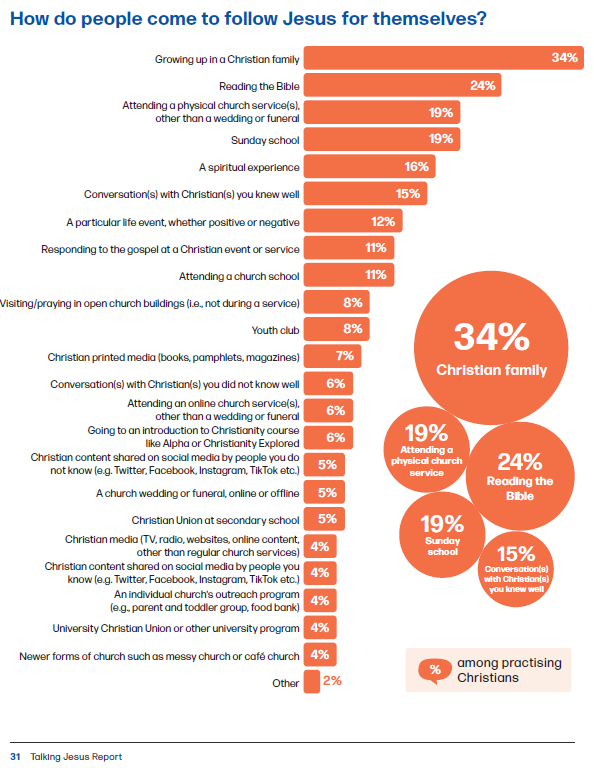 How do people come to follow Jesus for themselves?
Growing up in a Christian family
34%
Reading the Bible
24%
Attending a physical church service(s),
other than a wedding or funeral
19%
Sunday school
19%
A spiritual experience
16%
Conversation(s) with Christian(s) you knew well
15%
A particular life event, whether positive or negative
12%
Responding to the gospel at a Christian event or service
11%
Attending a church school
11%
Visiting/praying in open church buildings (i.e., not during a service)
8%
Youth club
8%
Christian printed media (books, pamphlets, magazines)
7%
Conversation(s) with Christian(s) you did not know well
6%
Attending an online church service(s),
other than a wedding or funeral
6%
Going to an introduction to Christianity course
like Alpha or Christianity Explored
6%
Christian content shared on social media by people you do
not know (e.g. Twitter, Facebook, Instagram, TikTok etc.)
5%
A church wedding or funeral, online or offline
5%
Christian Union at secondary school
5%
Christian media (TV, radio, websites, online content,
other than regular church services)
4%
Christian content shared on social media by people you
know (e.g. Twitter, Facebook, Instagram, TikTok etc.)
4%
An individual church's outreach program
(e.g., parent and toddler group, food bank)
4%
University Christian Union or other university program
4%
Newer forms of church such as messy church or café church
4%
Other
2%
34%
Christian family
19%
Attending a
physical church
service
24%
Reading the
Bible
19%
Sunday
school
15%
Conversation(s)
with Christian(s)
you knew well
%
among practising
Christians
31 Talking Jesus Report